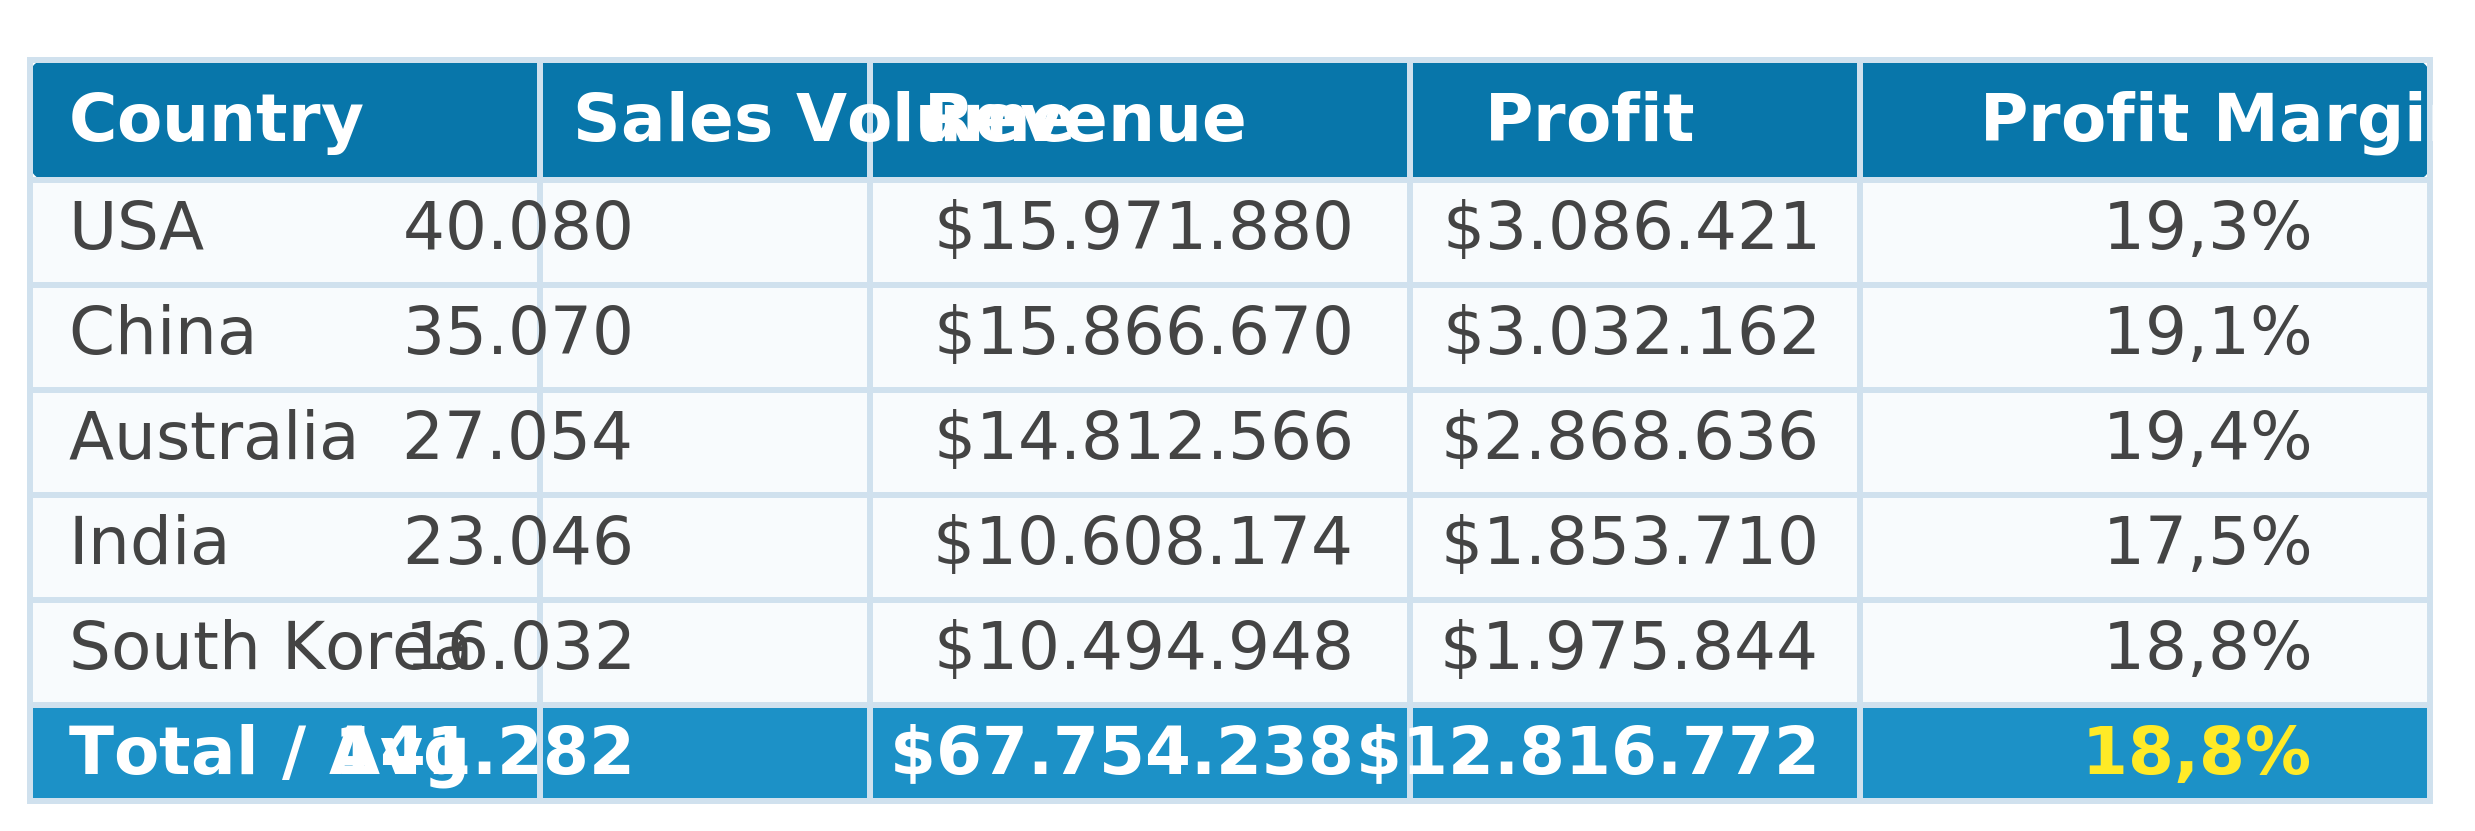 Country Sales Volume Revenue Profit Profit Margi
USA 40.080 $15.971.880 $3.086.421 19,3%
China 35.070 $15.866.670 $3.032.162 19,1%
Australia 27.054 $14.812.566 $2.868.636 19,4%
India 23.046 $10.608.174 $1.853.710 17,5%
South Korea 16.032 $10.494.948 $1.975.844 18,8%
Total / Avg 141.282 $67.754.238 $12.816.772 18,8%